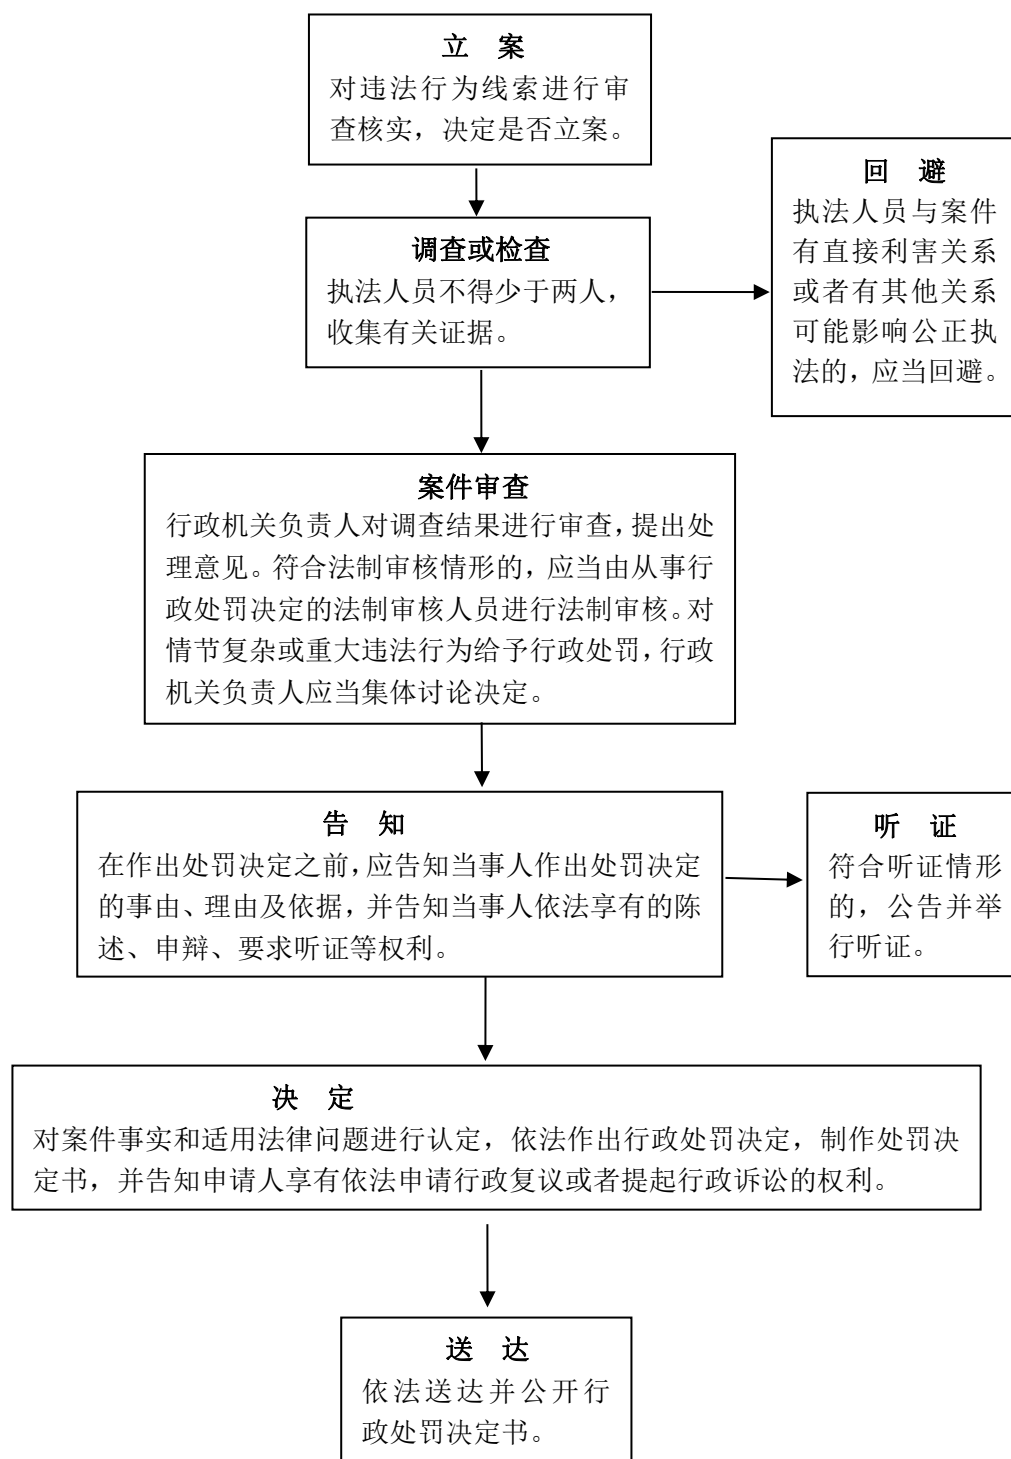 立 案
对违法行为线索进行审
查核实，决定是否立案。
回 避
执法人员与案件
有直接利害关系
或者有其他关系
可能影响公正执
法的，应当回避。
调查或检查
执法人员不得少于两人，
收集有关证据。
案件审查
行政机关负责人对调查结果进行审查，提出处
理意见。符合法制审核情形的，应当由从事行
政处罚决定的法制审核人员进行法制审核。对
情节复杂或重大违法行为给予行政处罚，行政
机关负责人应当集体讨论决定。
告 知
在作出处罚决定之前，应告知当事人作出处罚决定
的事由、理由及依据，并告知当事人依法享有的陈
述、申辩、要求听证等权利。
听 证
符合听证情形
的，公告并举
行听证。
决 定
对案件事实和适用法律问题进行认定，依法作出行政处罚决定，制作处罚决
定书，并告知申请人享有依法申请行政复议或者提起行政诉讼的权利。
送 达
依法送达并公开行
政处罚决定书。